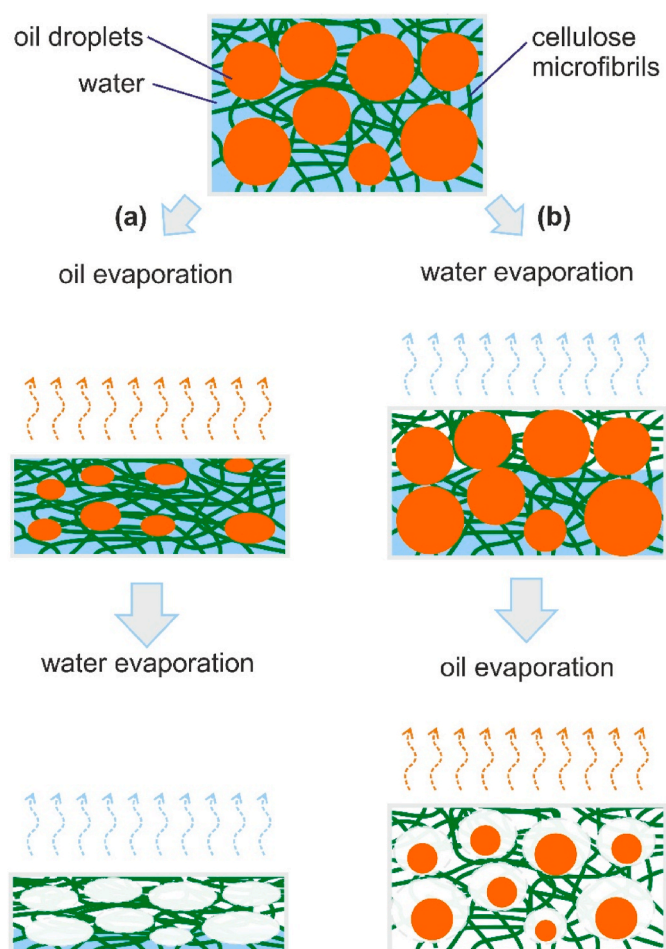 oil droplets
water
cellulose
microfibrils
(a)
(b)
oil evaporation
water evaporation
water evaporation
oil evaporation